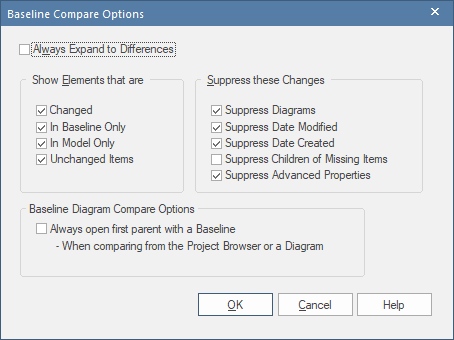 Baseline Compare Options
Always Expand to Differences
Show Elements that are
Changed
In Baseline Only
In Model Only
Unchanged Items
Suppress these Changes
Suppress Diagrams
Suppress Date Modified
Suppress Date Created
Suppress Children of Missing Items
Suppress Advanced Properties
Baseline Diagram Compare Options
Always open first parent with a Baseline
- When comparing from the Project Browser or a Diagram
OK
Cancel
Help